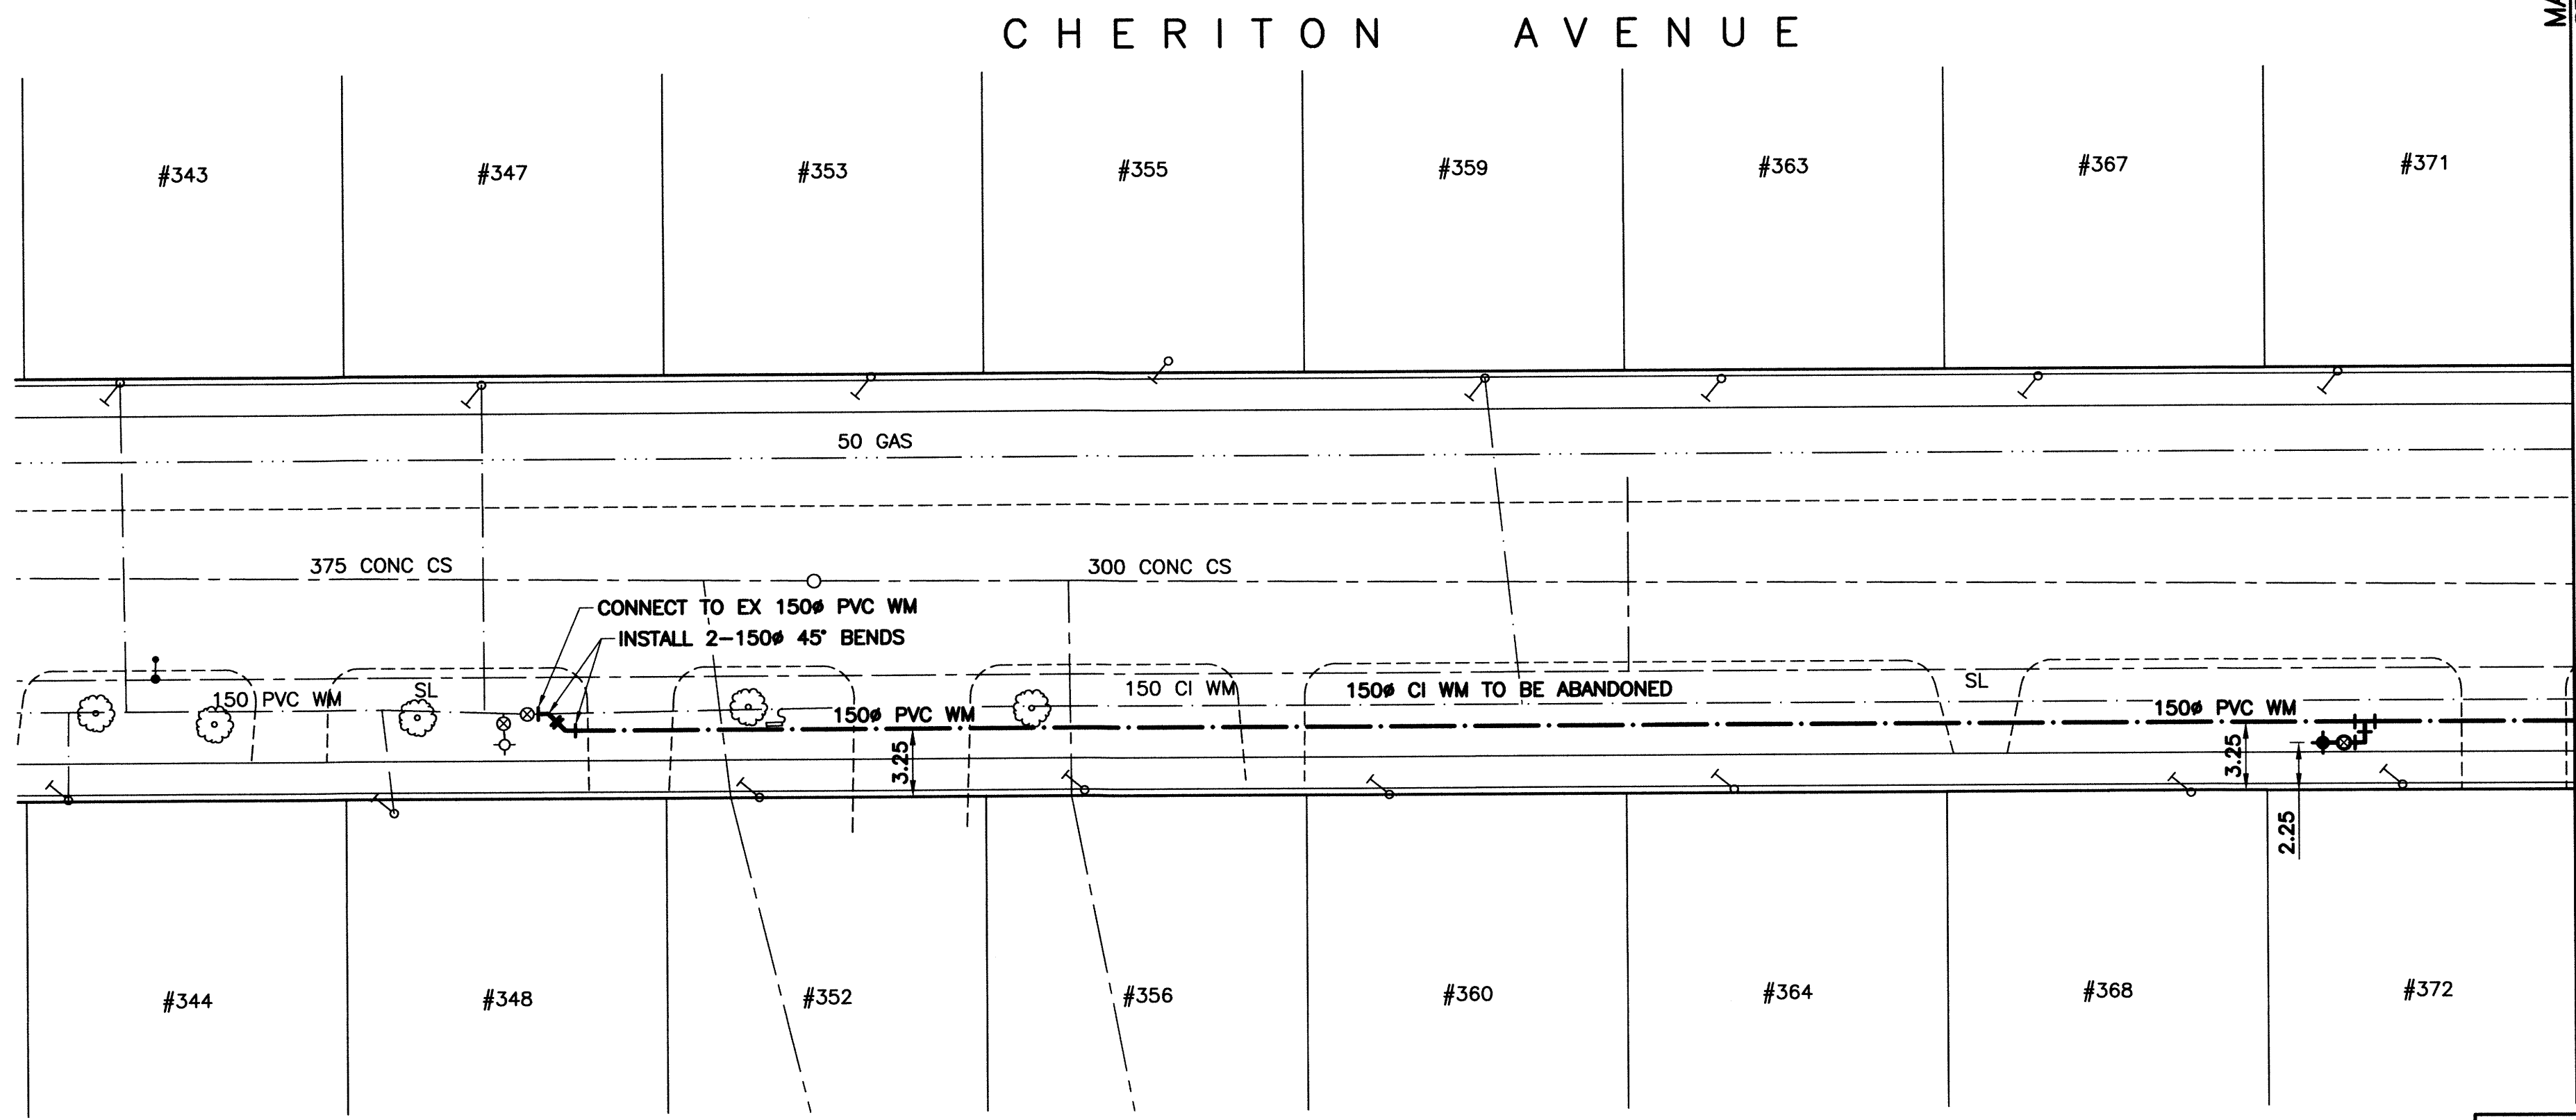 CHERITON AVENUE
MA
#343
#347
#353
#355
#359
#363
#367
#371
50 GAS
375 CONC CS
300 CONC CS
CONNECT TO EX 150ø PVC WM
INSTALL 2-150ø 45° BENDS
150 PVC WM
SL
150 CI WM
150ø CI WM TO BE ABANDONED
SL
150ø PVC WM
150ø PVC WM
3.25
3.25
2.25
#344
#348
#352
#356
#360
#364
#368
#372